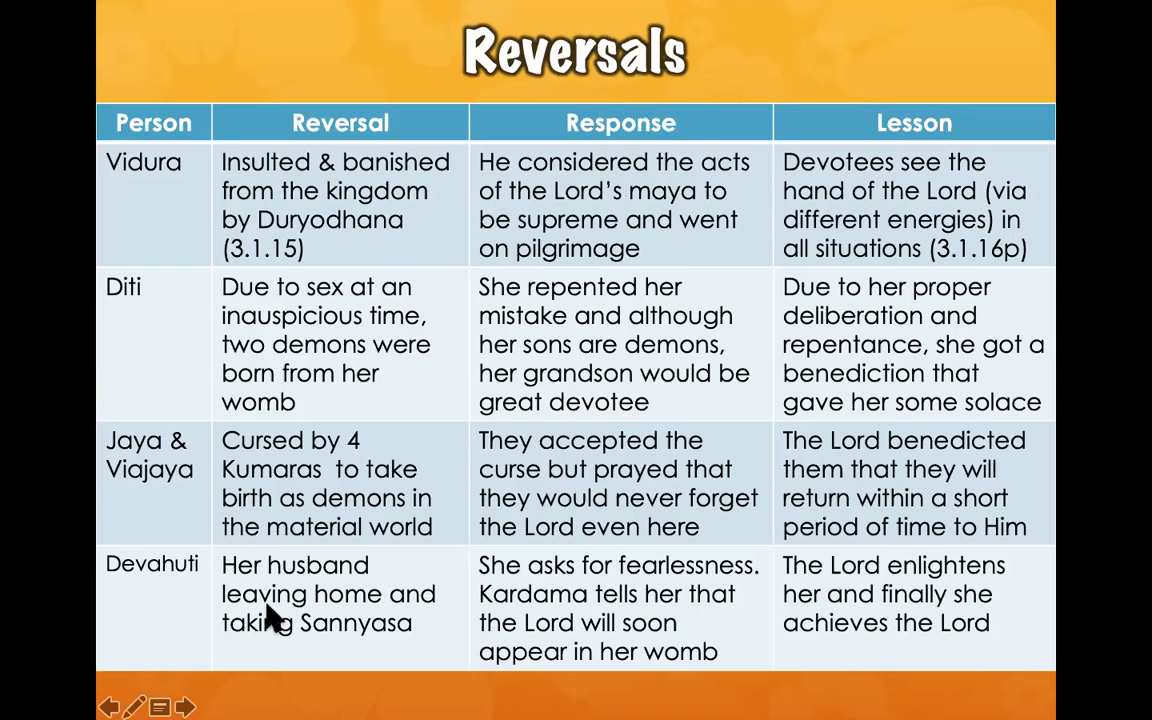 Reversals
Person
Reversal
Response
Lesson
Vidura
Insulted & banished
from the kingdom
by Duryodhana
(3.1.15)
He considered the acts
of the Lord's maya to
be supreme and went
on pilgrimage
Devotees see the
hand of the Lord (via
different energies) in
all situations (3.1.16p)
Diti
Due to sex at an
inauspicious time,
two demons were
born from her
womb
She repented her
mistake and although
her sons are demons,
her grandson would be
great devotee
Due to her proper
deliberation and
repentance, she got a
benediction that
gave her some solace
Jaya &
Viajaya
Cursed by 4
Kumaras to take
birth as demons in
the material world
They accepted the
curse but prayed that
they would never forget
the Lord even here
The Lord benedicted
them that they will
return within a short
period of time to Him
Devahuti
Her husband
leaving home and
taking Sannyasa
She asks for fearlessness.
Kardama tells her that
the Lord will soon
appear in her womb
The Lord enlightens
her and finally she
achieves the Lord